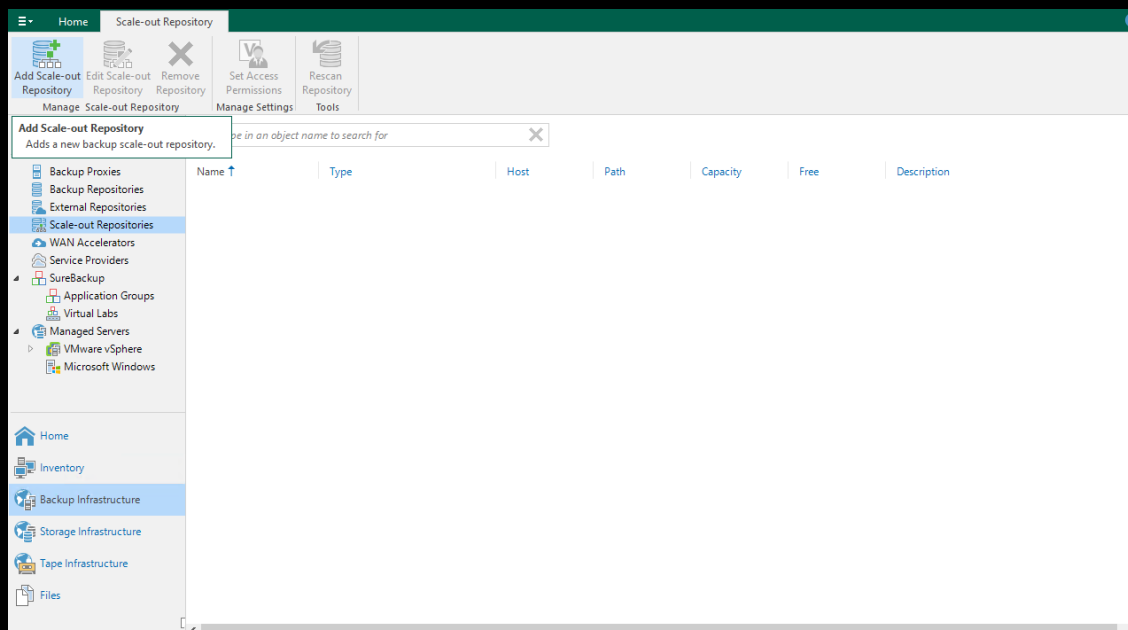 Home
Scale-out Repository
Add Scale-out
Repository
Edit Scale-out
Repository
Remove
Repository
Set Access
Permissions
Rescan
Repository
Manage Scale-out Repository
Manage Settings
Tools
Add Scale-out Repository
Adds a new backup scale-out repository.
in an object name to search for
Backup Proxies
Backup Repositories
External Repositories
Scale-out Repositories
WAN Accelerators
Service Providers
SureBackup
Application Groups
Virtual Labs
Managed Servers
VMware vSphere
Microsoft Windows
Name
Type
Host
Path
Capacity
Free
Description
Home
Inventory
Backup Infrastructure
Storage Infrastructure
Tape Infrastructure
Files